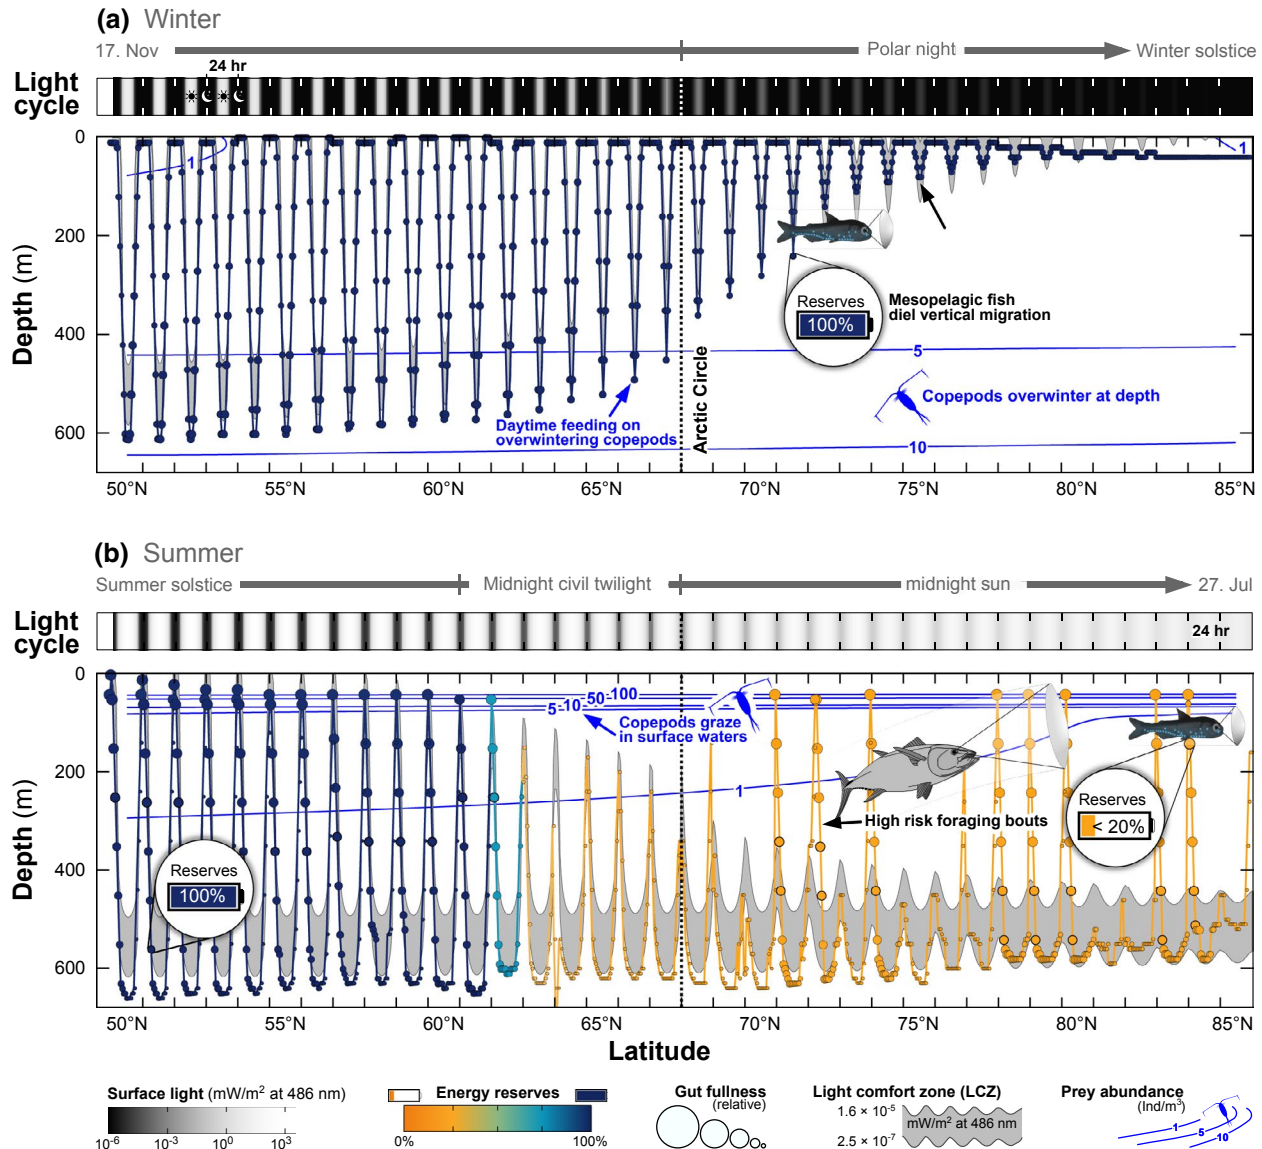 (a) Winter
17. Nov
Polar night
Winter solstice
24 hr
Light
cycle
0
200
400
600
Depth (m)
1
1
5
10
Reserves
100%
Mesopelagic fish
diel vertical migration
Copepods overwinter at depth
Daytime feeding on
overwintering copepods
Arctic Circle
50°N 55°N 60°N 65°N 70°N 75°N 80°N 85°N
(b) Summer
Summer solstice
Midnight civil twilight
midnight sun
27. Jul
Light
cycle
24 hr
0
200
400
600
Depth (m)
5 10 50 100
Copepods graze
in surface waters
1
High risk foraging bouts
Reserves
100%
Reserves
< 20%
50°N 55°N 60°N 65°N 70°N 75°N 80°N 85°N
Latitude
Surface light (mW/m² at 486 nm)
10⁻⁶ 10⁻³ 10⁰ 10³
Energy reserves
0% 100%
Gut fullness
(relative)
Light comfort zone (LCZ)
1.6 × 10⁻⁵
mW/m² at 486 nm
2.5 × 10⁻⁷
Prey abundance
(Ind/m³)
1 5 10